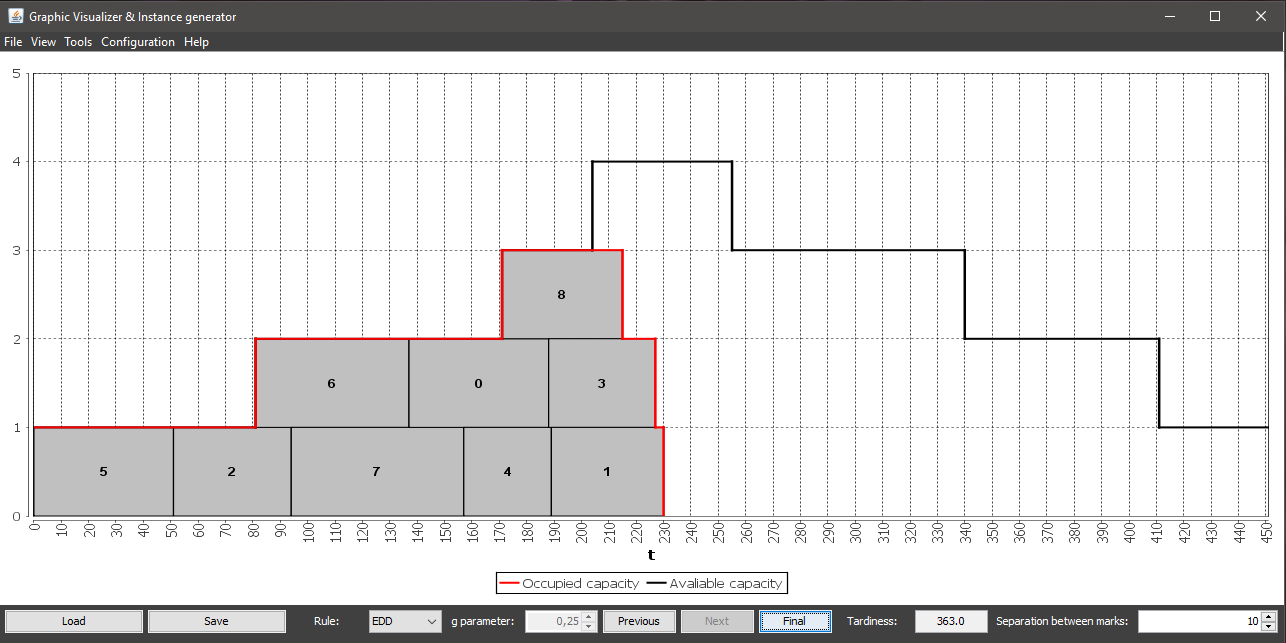 Graphic Visualizer & Instance generator
File View Tools Configuration Help
5
4
3
2
1
0
8
6 0 3
5 2 7 4 1
0 10 20 30 40 50 60 70 80 90 100 110 120 130 140 150 160 170 180 190 200 210 220 230 240 250 260 270 280 290 300 310 320 330 340 350 360 370 380 390 400 410 420 430 440 450
t
Occupied capacity Avaliable capacity
Load Save Rule: EDD g parameter: 0,25 Previous Next Final Tardiness: 363.0 Separation between marks: 10